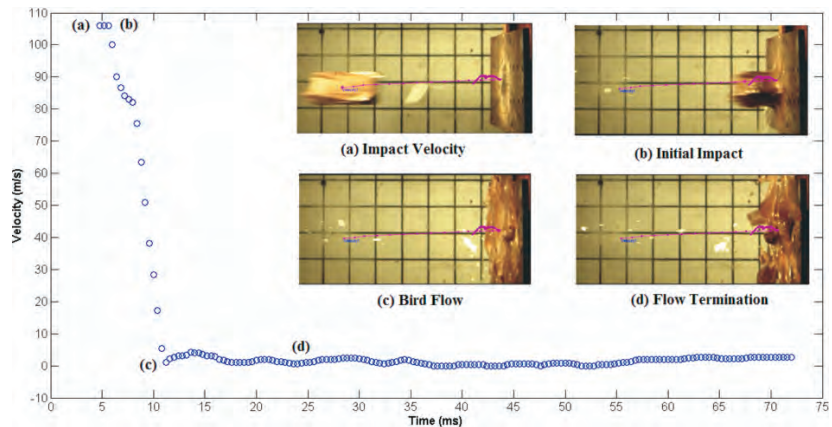 110
100
90
80
70
60
50
40
30
20
10
0
-10
Velocity (m/s)
(a)
(b)
(c)
(d)
(a) Impact Velocity
(b) Initial Impact
(c) Bird Flow
(d) Flow Termination
0 5 10 15 20 25 30 35 40 45 50 55 60 65 70 75
Time (ms)